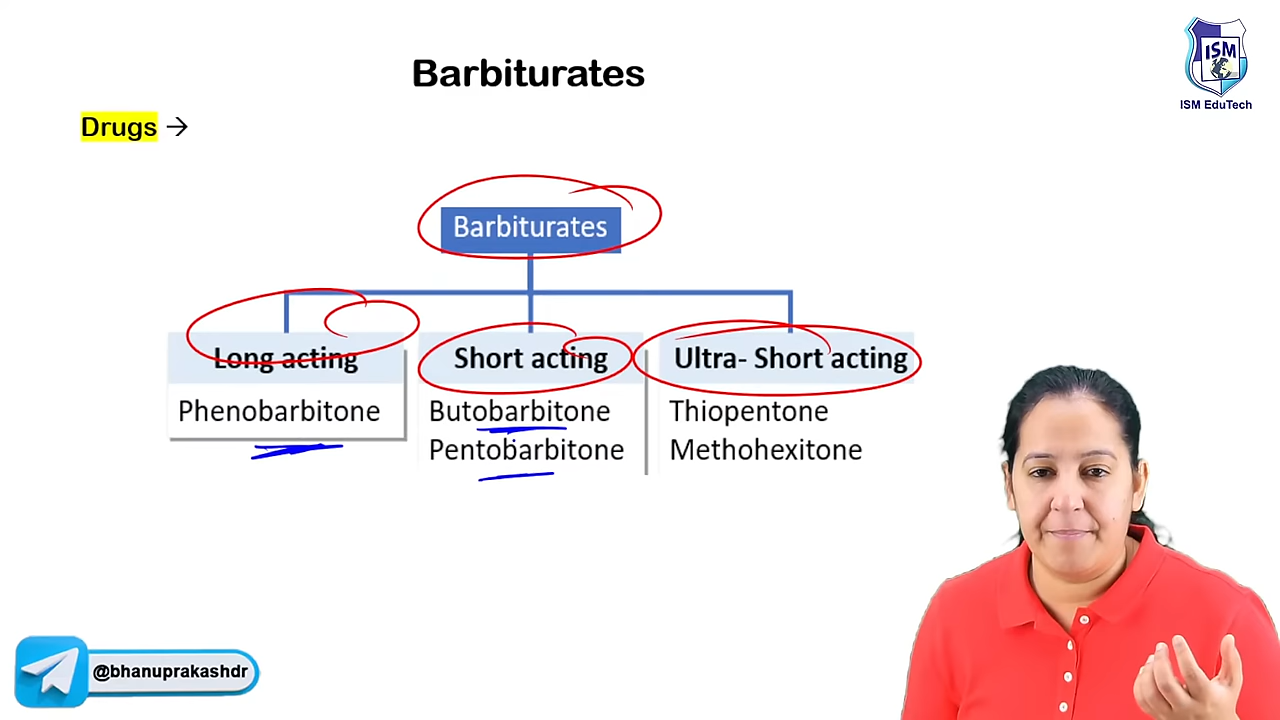 Barbiturates
ISM
ISM EduTech
Drugs →
Barbiturates
Long acting
Short acting
Ultra- Short acting
Phenobarbitone
Butobarbitone
Pentobarbitone
Thiopentone
Methohexitone
@bhanuprakashdr